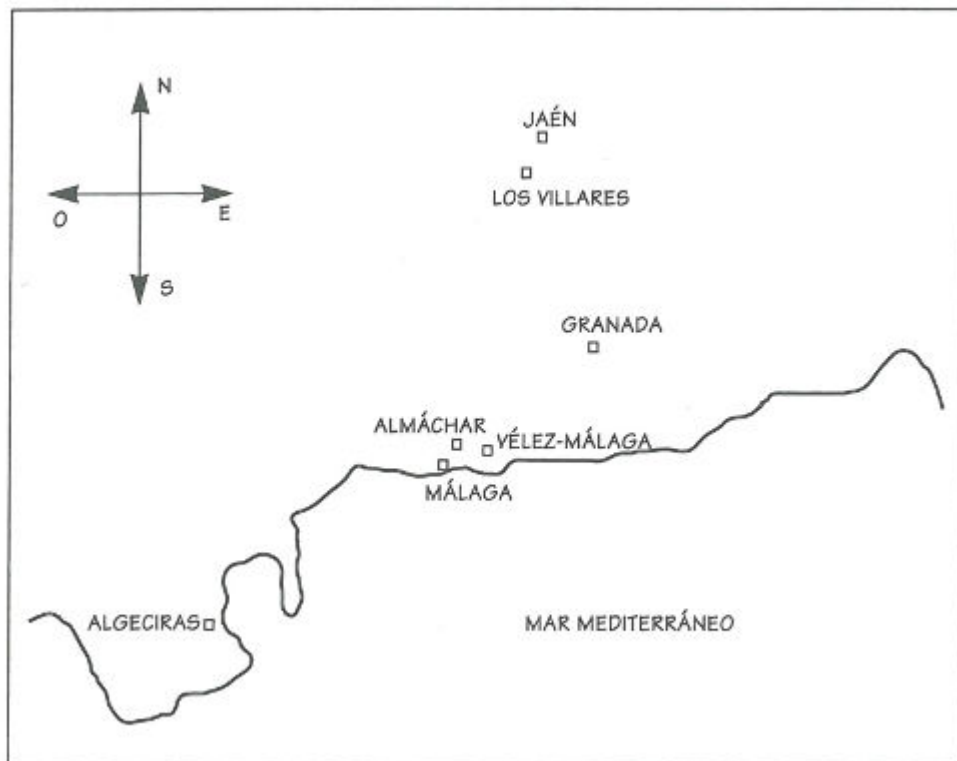 N
JAÉN
LOS VILLARES
O
E
S
GRANADA
ALMÁCHAR
VÉLEZ-MÁLAGA
MÁLAGA
ALGECIRAS
MAR MEDITERRÁNEO